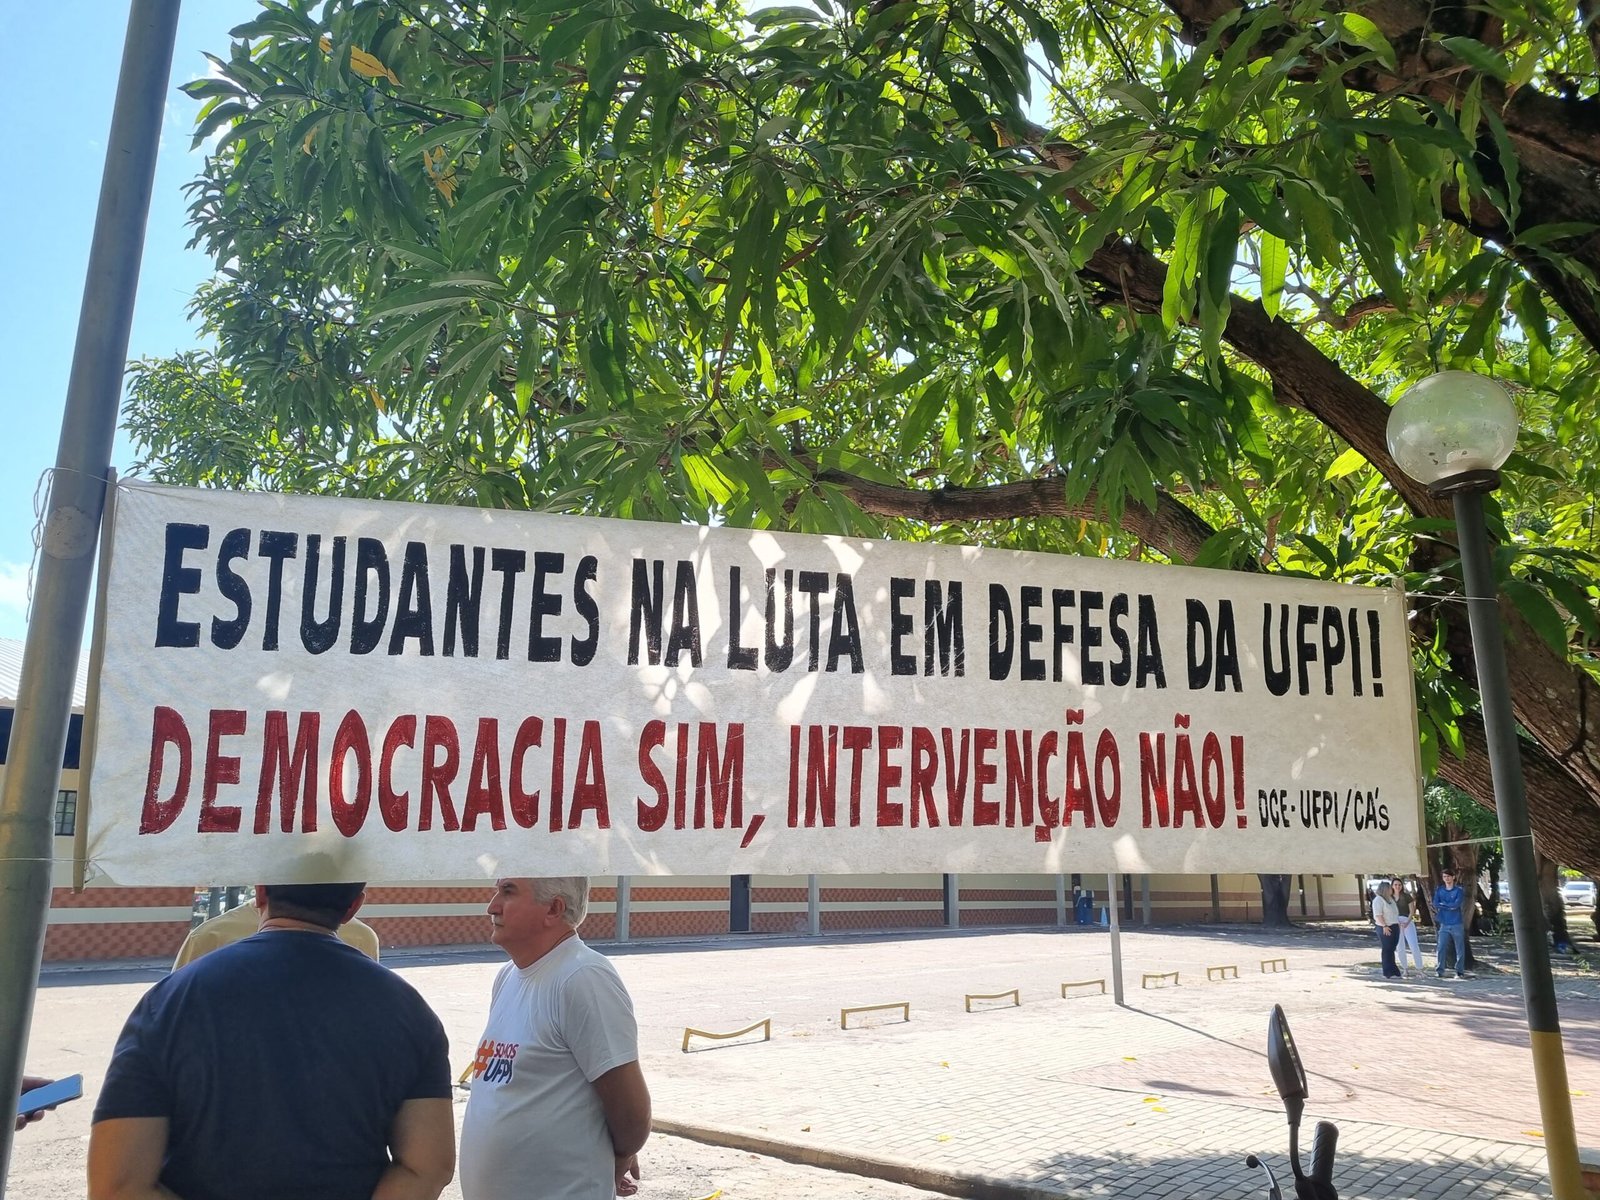 ESTUDANTES NA LUTA EM DEFESA DA UFPI!
DEMOCRACIA SIM, INTERVENÇÃO NÃO! DCE-UFPI/CA's
#SOMOS
UFPI